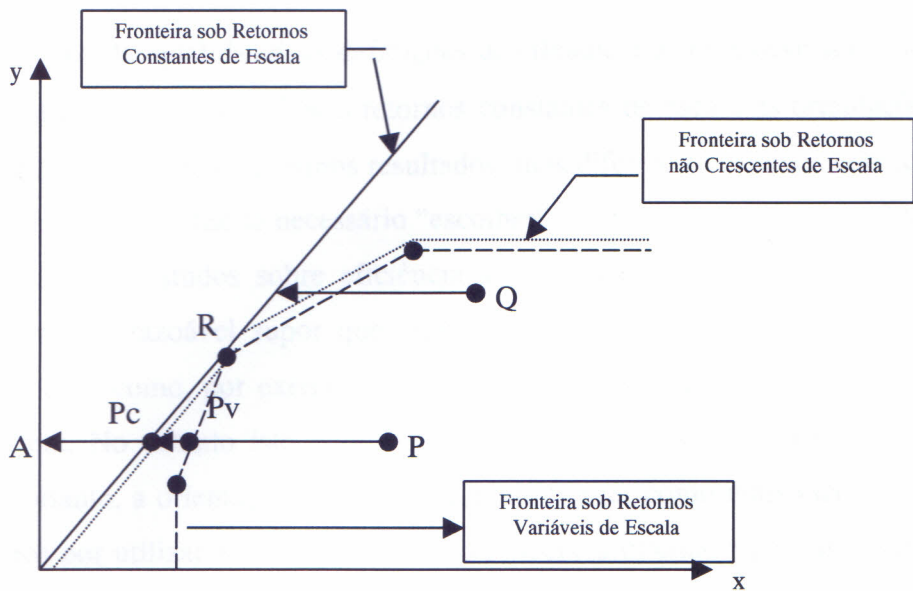 Fronteira sob Retornos
Constantes de Escala
y
Fronteira sob Retornos
não Crescentes de Escala
Q
R
Pc
Pv
A
P
Fronteira sob Retornos
Variáveis de Escala
x